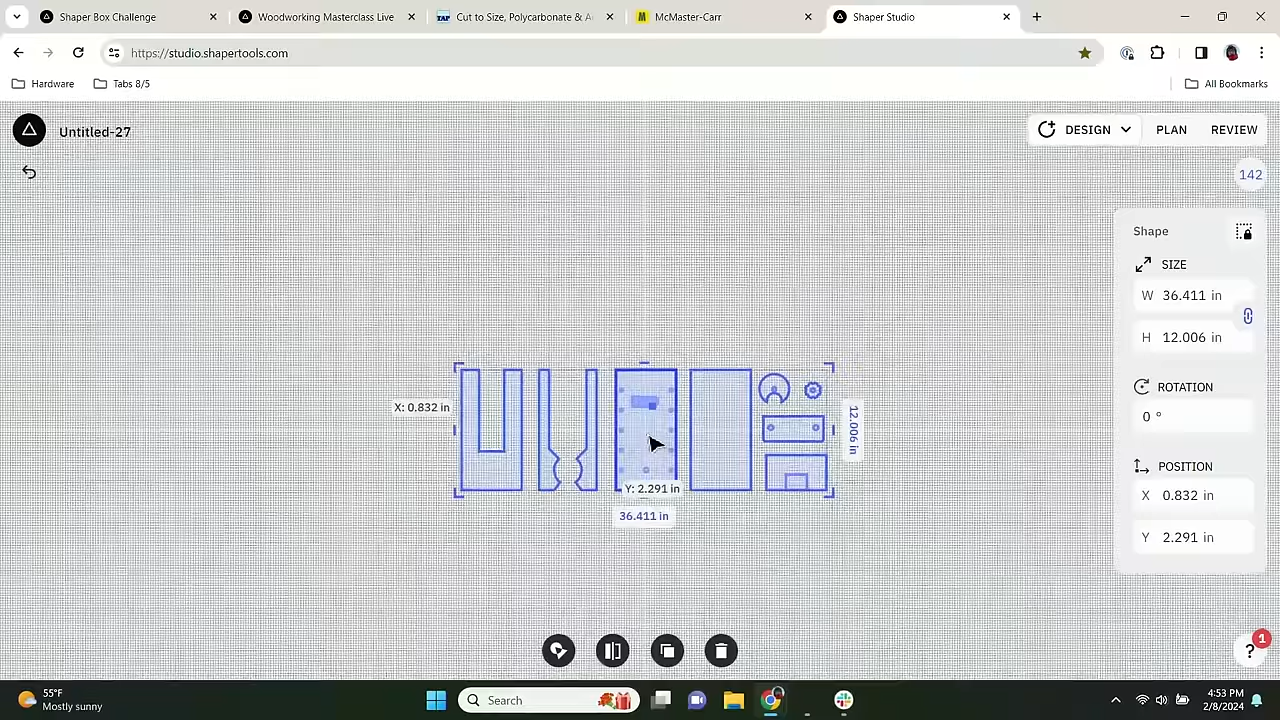 Shaper Box Challenge
Woodworking Masterclass Live
Cut to Size, Polycarbonate & A
McMaster-Carr
Shaper Studio
https://studio.shapertools.com
Hardware
Tabs 8/5
All Bookmarks
Untitled-27
DESIGN
PLAN
REVIEW
142
Shape
SIZE
W 36.411 in
H 12.006 in
ROTATION
0 °
POSITION
X 0.832 in
Y 2.291 in
X: 0.832 in
12.006 in
Y: 2.291 in
36.411 in
?
1
55°F
Mostly sunny
Search
4:53 PM
2/8/2024